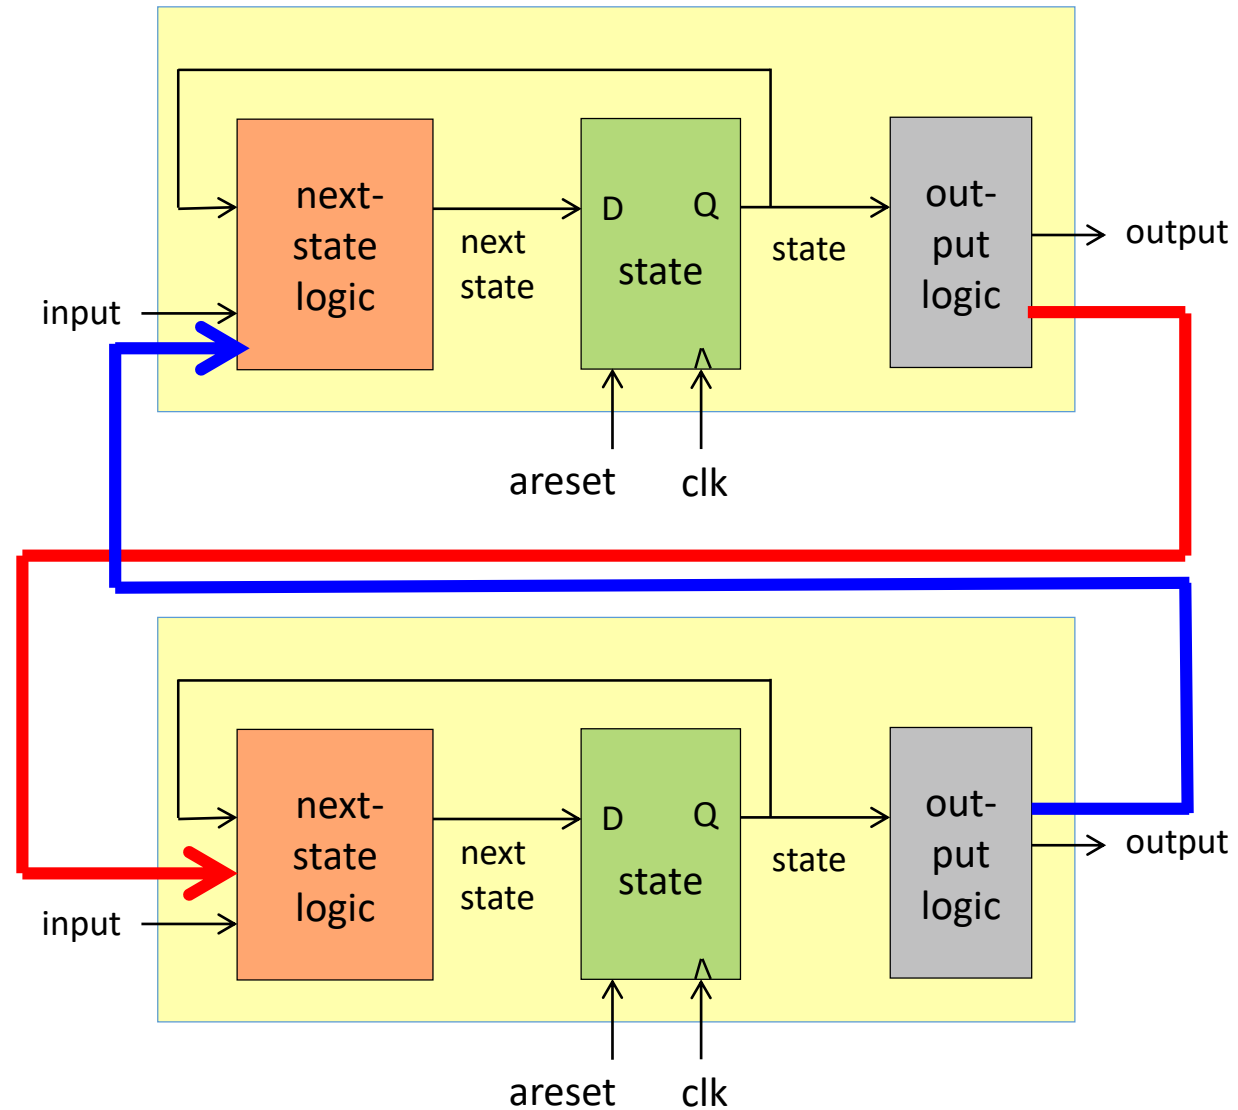 next-
state
logic
input
next
state
D Q
state
>
state
out-
put
logic
output
areset clk
next-
state
logic
input
next
state
D Q
state
>
state
out-
put
logic
output
areset clk